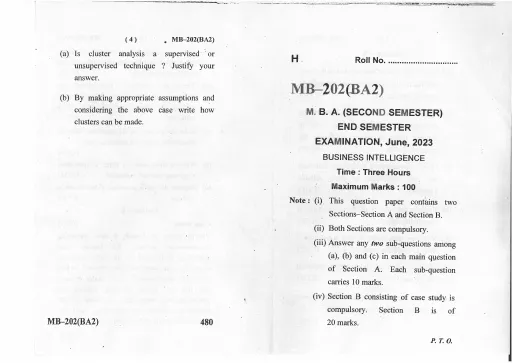 ( 4 ) MB–202(BA2)
(a) Is cluster analysis a supervised or
unsupervised technique ? Justify your
answer.
(b) By making appropriate assumptions and
considering the above case write how
clusters can be made.
MB–202(BA2) 480
H Roll No. ..............................
MB–202(BA2)
M. B. A. (SECOND SEMESTER)
END SEMESTER
EXAMINATION, June, 2023
BUSINESS INTELLIGENCE
Time : Three Hours
Maximum Marks : 100
Note : (i) This question paper contains two
Sections–Section A and Section B.
(ii) Both Sections are compulsory.
(iii) Answer any two sub-questions among
(a), (b) and (c) in each main question
of Section A. Each sub-question
carries 10 marks.
(iv) Section B consisting of case study is
compulsory. Section B is of
20 marks.
P. T. O.